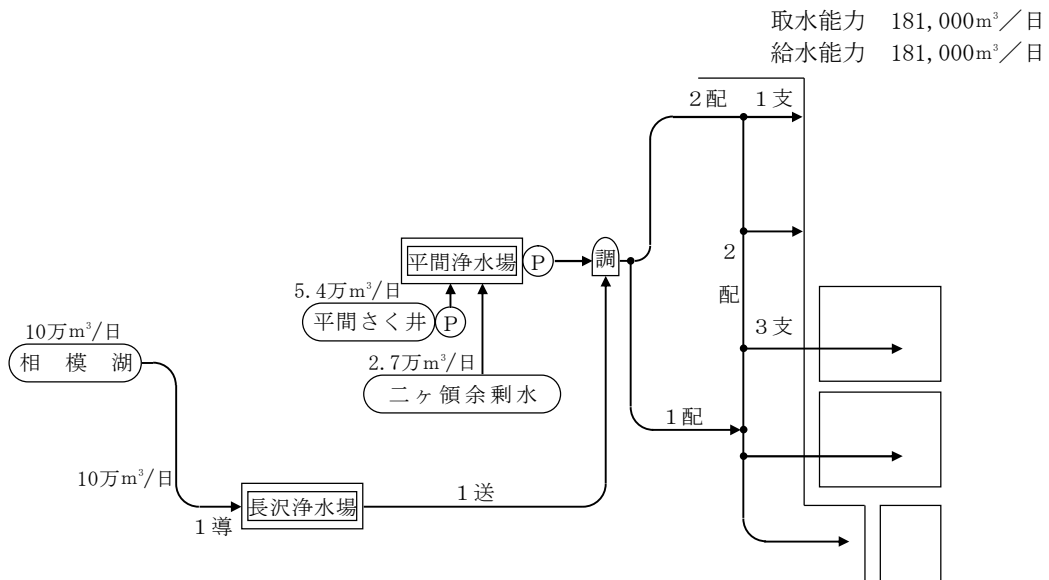 取水能力 181,000㎥／日
給水能力 181,000㎥／日
2配
1支
平間浄水場
P
調
2
配
5.4万㎥/日
平間さく井
P
3支
10万㎥/日
相模湖
2.7万㎥/日
二ヶ領余剰水
1配
10万㎥/日
長沢浄水場
1送
1導